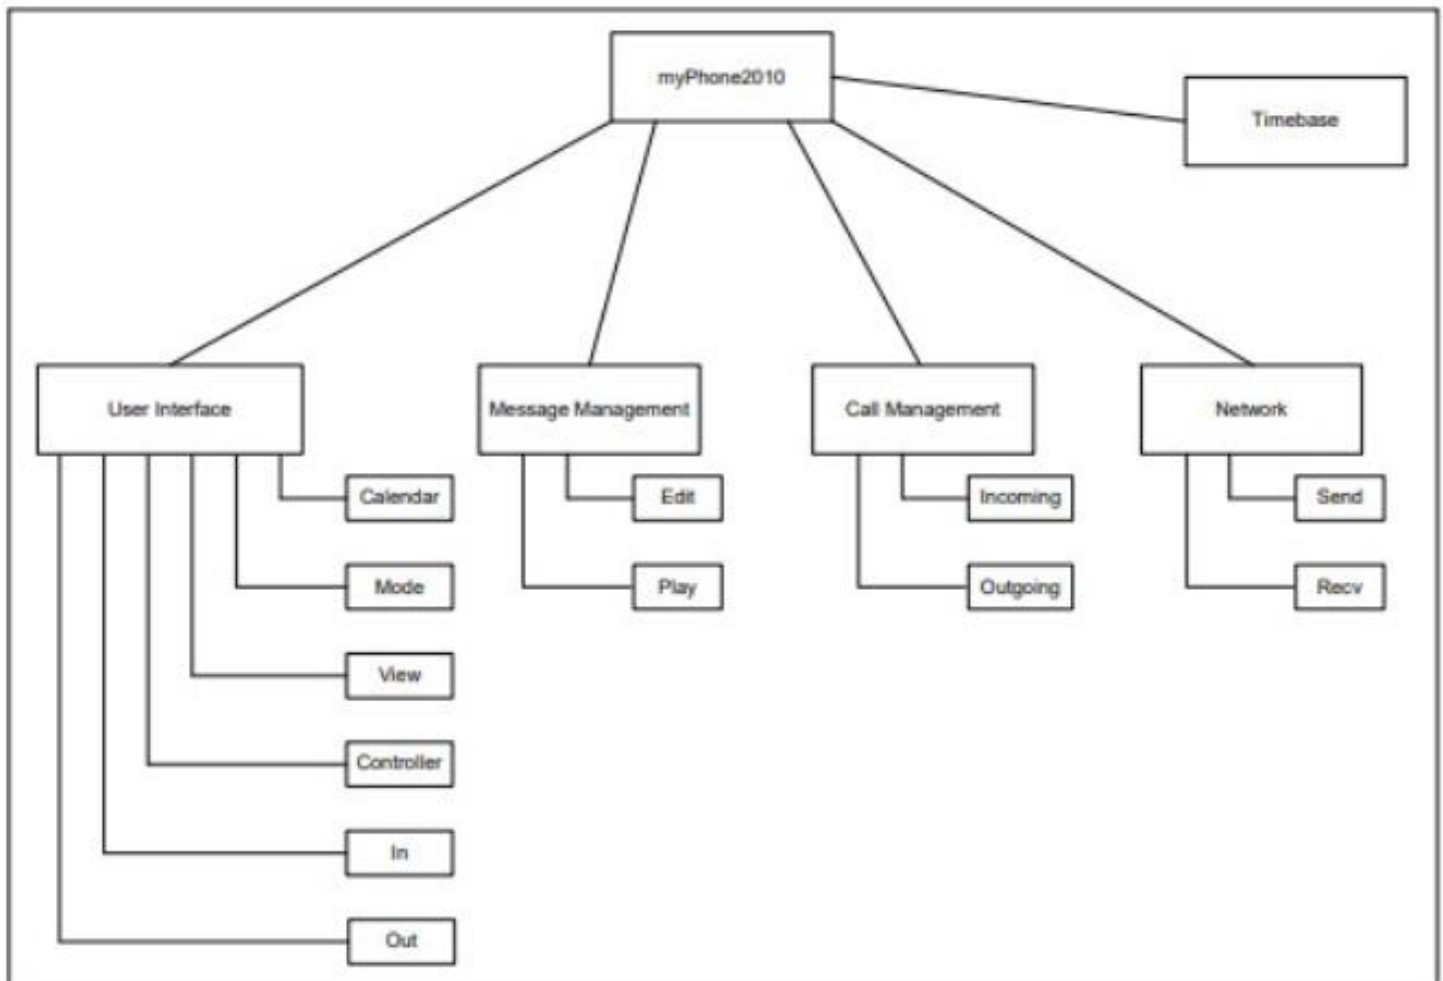 myPhone2010
Timebase
User Interface
Message Management
Call Management
Network
Calendar
Edit
Incoming
Send
Mode
Play
Outgoing
Recv
View
Controller
In
Out